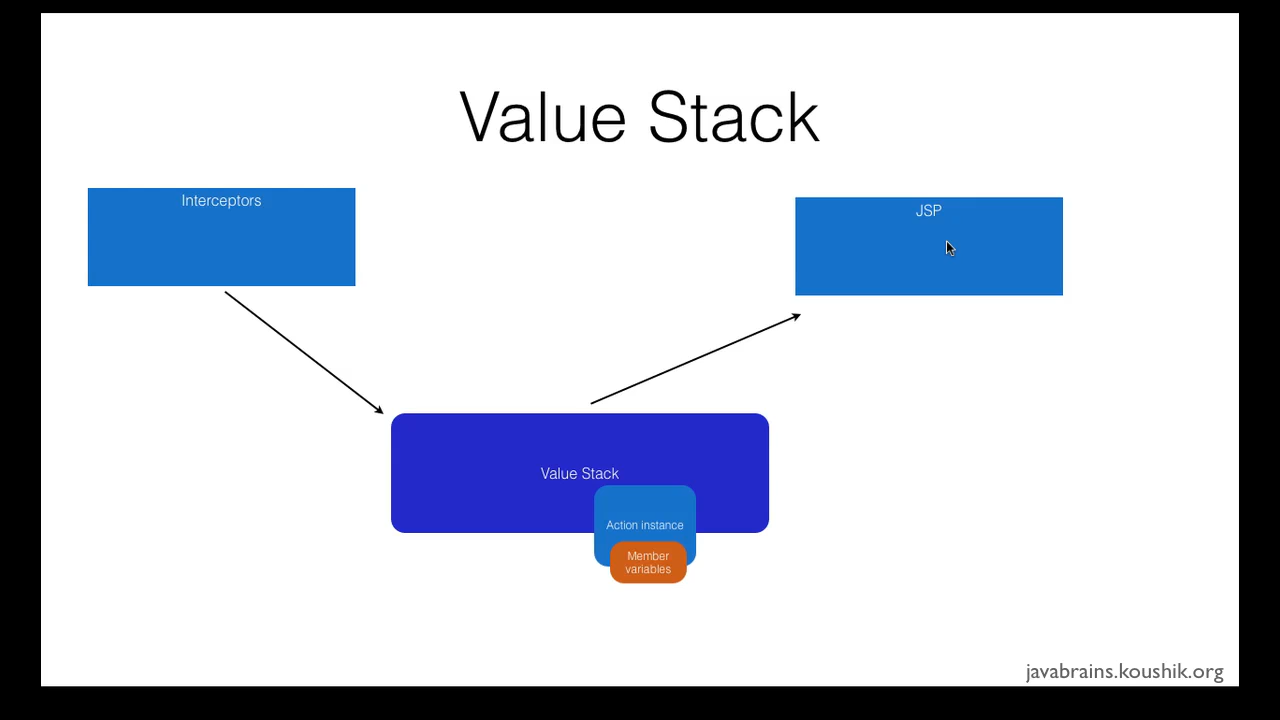 Value Stack
Interceptors
JSP
Value Stack
Action instance
Member
variables
javabrains.koushik.org